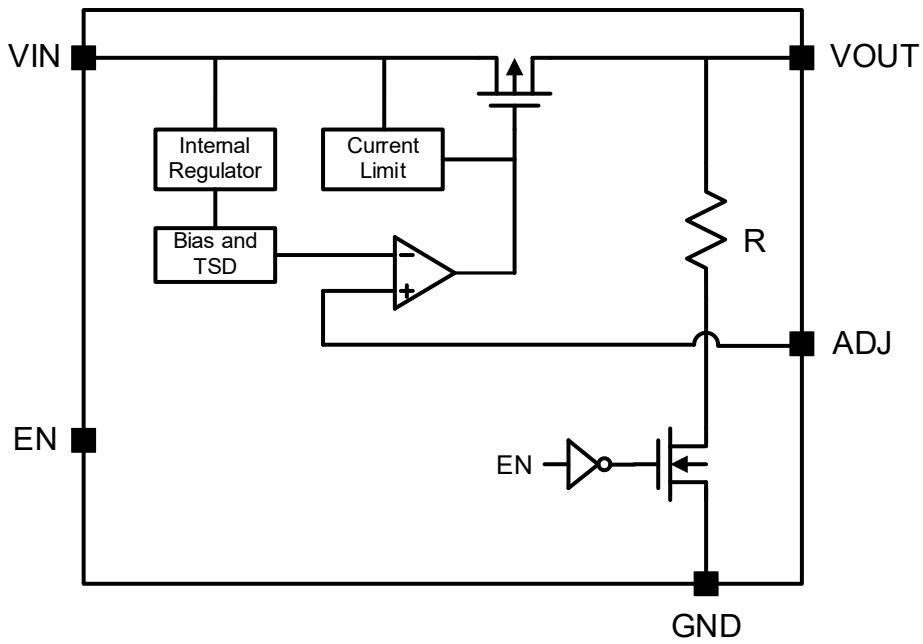 VIN
VOUT
Internal
Regulator
Current
Limit
Bias and
TSD
R
ADJ
EN
EN
GND